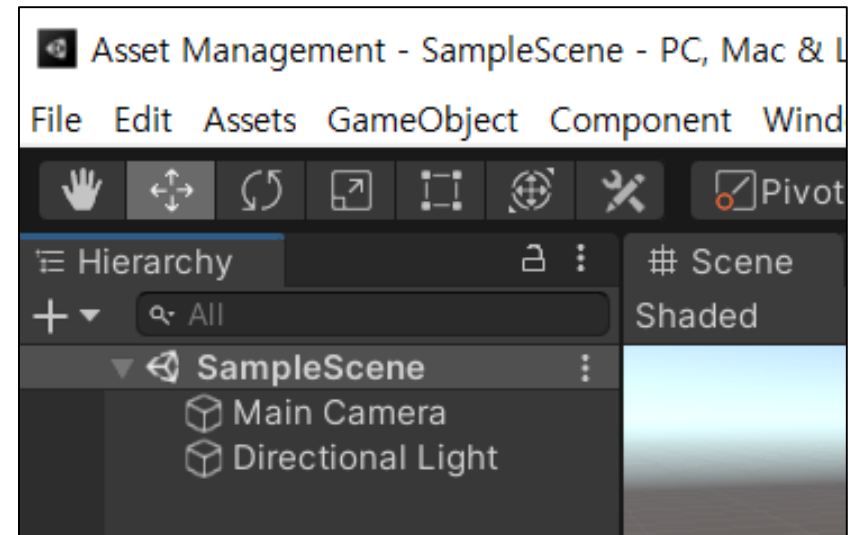 Asset Management - SampleScene - PC, Mac & L
File Edit Assets GameObject Component Wind
Pivot
Hierarchy
# Scene
All
Shaded
SampleScene
Main Camera
Directional Light